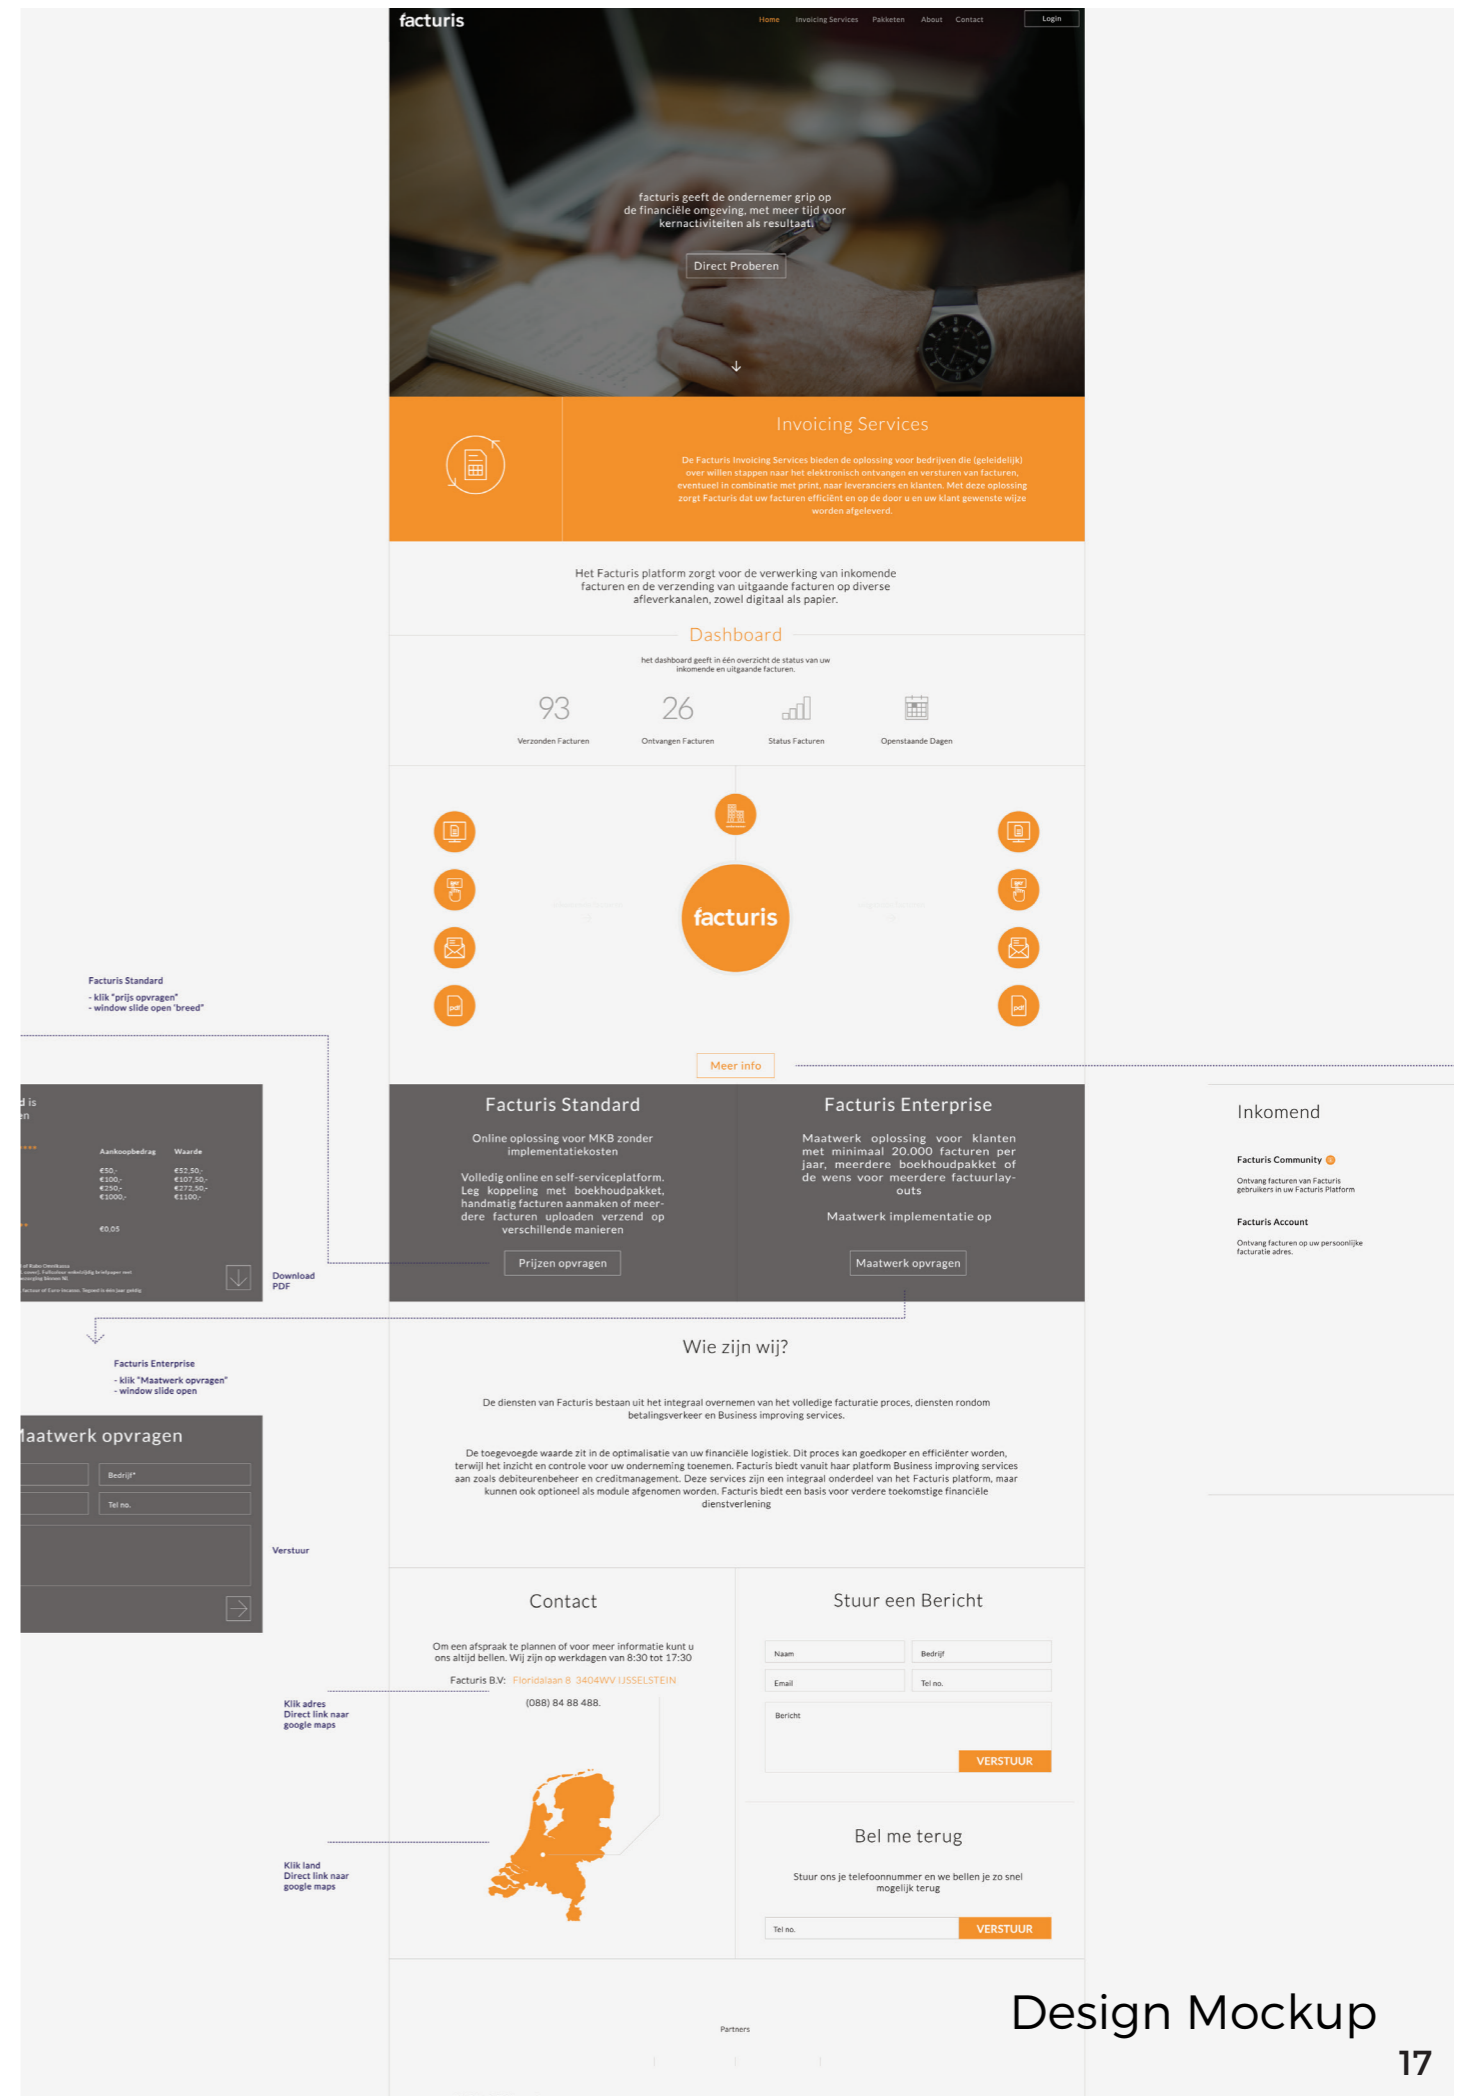 facturis
Home Invoicing Services Pakketen About Contact Login
facturis geeft de ondernemer grip op
de financiële omgeving, met meer tijd voor
kernactiviteiten als resultaat.
Direct Proberen
Invoicing Services
De Facturis Invoicing Services bieden de oplossing voor bedrijven die (geleidelijk)
over willen stappen naar het elektronisch ontvangen en versturen van facturen,
eventueel in combinatie met print, naar leveranciers en klanten. Met deze oplossing
zorgt Facturis dat uw facturen efficiënt en op de door u en uw klant gewenste wijze
worden afgeleverd.
Het Facturis platform zorgt voor de verwerking van inkomende
facturen en de verzending van uitgaande facturen op diverse
afleverkanalen, zowel digitaal als papier.
Dashboard
het dashboard geeft in één overzicht de status van uw
inkomende en uitgaande facturen.
93 26
Verzonden Facturen Ontvangen Facturen Status Facturen Openstaande Dagen
facturis
pdf pdf
Meer info
Facturis Standard
- klik "prijs opvragen"
- window slide open 'breed"
d is
en
Aankoopbedrag Waarde
€50,- €52,50,-
€100,- €107,50,-
€250,- €272,50,-
€1000,- €1100,-
€0,05
Download
PDF
Facturis Standard
Online oplossing voor MKB zonder
implementatiekosten
Volledig online en self-serviceplatform.
Leg koppeling met boekhoudpakket,
handmatig facturen aanmaken of meer-
dere facturen uploaden verzend op
verschillende manieren
Prijzen opvragen
Facturis Enterprise
Maatwerk oplossing voor klanten
met minimaal 20.000 facturen per
jaar, meerdere boekhoudpakket of
de wens voor meerdere factuurlay-
outs
Maatwerk implementatie op
Maatwerk opvragen
Inkomend
Facturis Community
Ontvang facturen van Facturis
gebruikers in uw Facturis Platform
Facturis Account
Ontvang facturen op uw persoonlijke
facturatie adres.
Facturis Enterprise
- klik "Maatwerk opvragen"
- window slide open
Maatwerk opvragen
Bedrijf*
Tel no.
Verstuur
Wie zijn wij?
De diensten van Facturis bestaan uit het integraal overnemen van het volledige facturatie proces, diensten rondom
betalingsverkeer en Business improving services.
De toegevoegde waarde zit in de optimalisatie van uw financiële logistiek. Dit proces kan goedkoper en efficiënter worden,
terwijl het inzicht en controle voor uw onderneming toenemen. Facturis biedt vanuit haar platform Business improving services
aan zoals debiteurenbeheer en creditmanagement. Deze services zijn een integraal onderdeel van het Facturis platform, maar
kunnen ook optioneel als module afgenomen worden. Facturis biedt een basis voor verdere toekomstige financiële
dienstverlening
Contact
Om een afspraak te plannen of voor meer informatie kunt u
ons altijd bellen. Wij zijn op werkdagen van 8:30 tot 17:30
Facturis B.V: Floridalaan 8 3404WV IJSSELSTEIN
(088) 84 88 488.
Klik adres
Direct link naar
google maps
Klik land
Direct link naar
google maps
Stuur een Bericht
Naam Bedrijf
Email Tel no.
Bericht
VERSTUUR
Bel me terug
Stuur ons je telefoonnummer en we bellen je zo snel
mogelijk terug
Tel no. VERSTUUR
Partners
Design Mockup
17